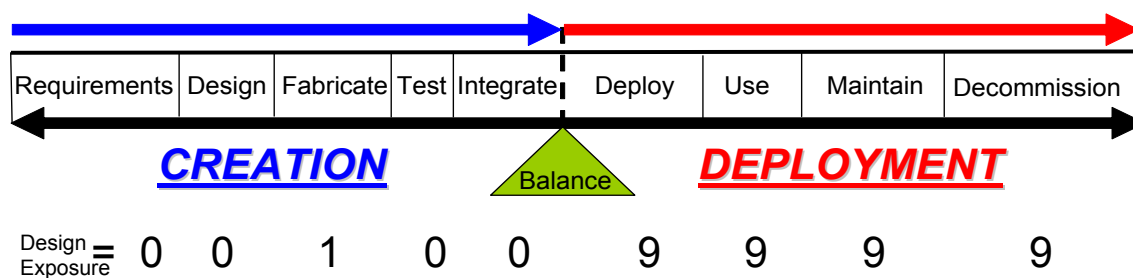 Requirements Design Fabricate Test Integrate Deploy Use Maintain Decommission
CREATION DEPLOYMENT
Balance
Design
Exposure = 0 0 1 0 0 9 9 9 9